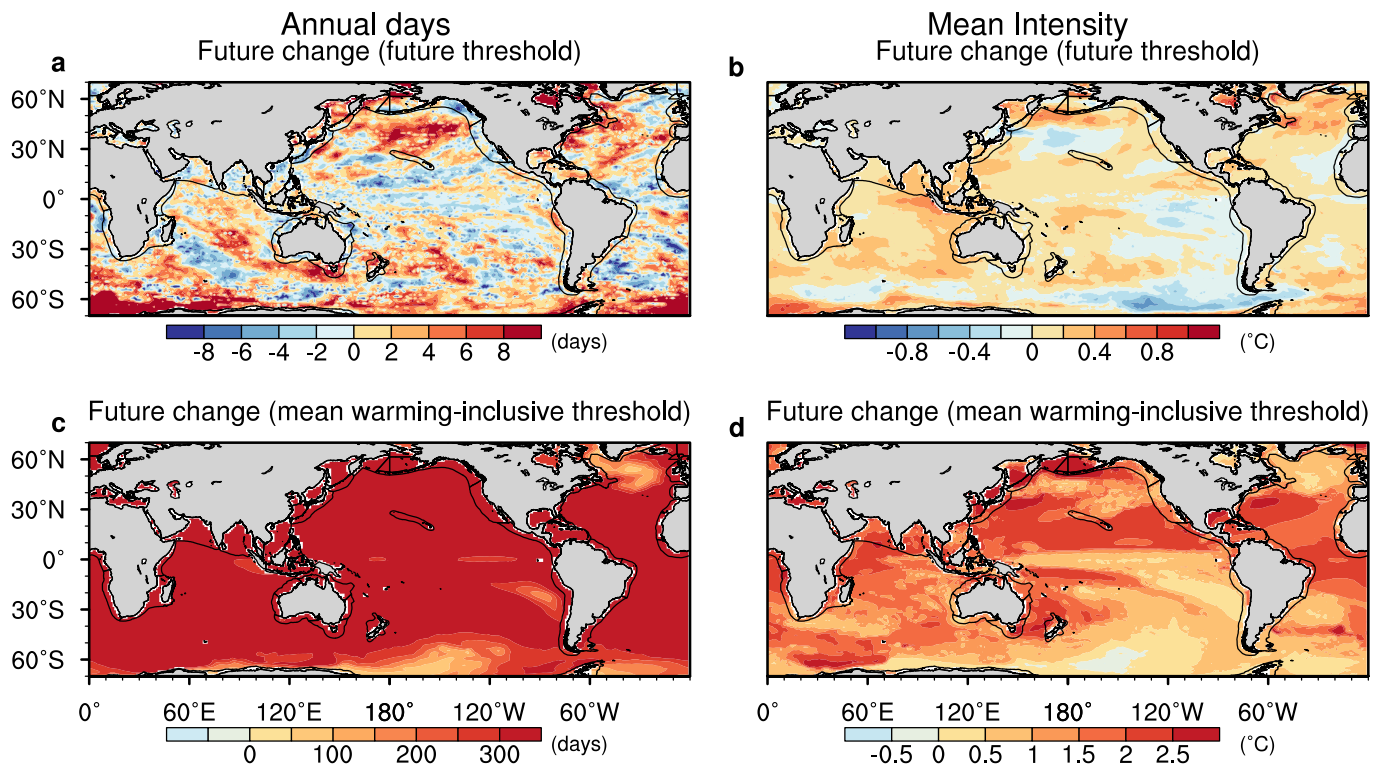 Annual days
Mean Intensity
a
Future change (future threshold)
b
Future change (future threshold)
60°N
30°N
0°
30°S
60°S
-8 -6 -4 -2 0 2 4 6 8 (days)
-0.8 -0.4 0 0.4 0.8 (°C)
c
Future change (mean warming-inclusive threshold)
d
Future change (mean warming-inclusive threshold)
60°N
30°N
0°
30°S
60°S
0° 60°E 120°E 180° 120°W 60°W
0° 60°E 120°E 180° 120°W 60°W
0 100 200 300 (days)
-0.5 0 0.5 1 1.5 2 2.5 (°C)